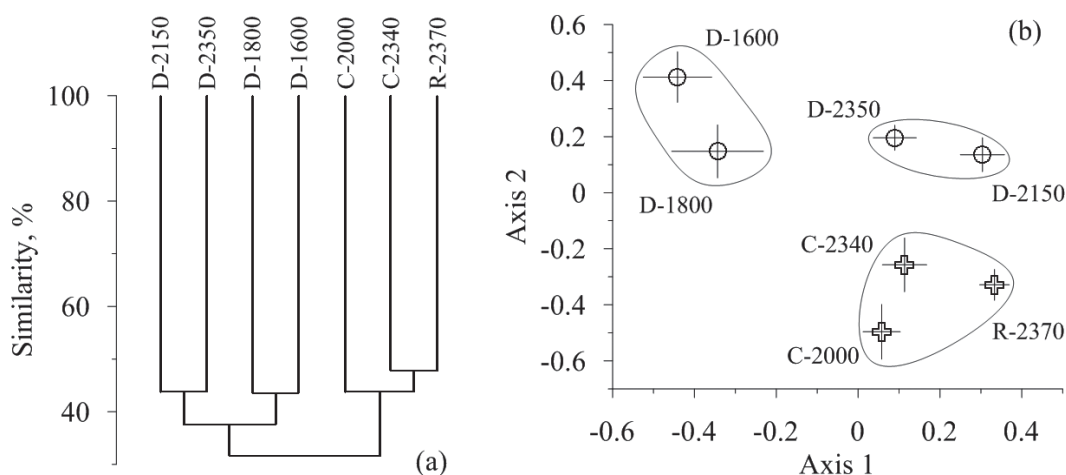 D-2150
D-2350
D-1800
D-1600
C-2000
C-2340
R-2370
100
80
60
40
Similarity, %
(a)
(b)
0.6
0.4
0.2
0
-0.2
-0.4
-0.6
Axis 2
D-1600
D-2350
D-1800
D-2150
C-2340
C-2000
R-2370
-0.6 -0.4 -0.2 0 0.2 0.4
Axis 1